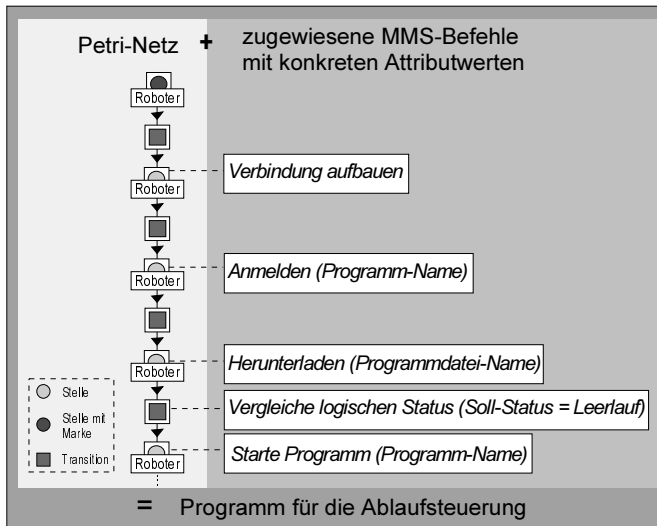 Petri-Netz + zugewiesene MMS-Befehle
mit konkreten Attributwerten
Roboter
Verbindung aufbauen
Roboter
Anmelden (Programm-Name)
Roboter
Herunterladen (Programmdatei-Name)
Roboter
Stelle
Stelle mit
Marke
Transition
Vergleiche logischen Status (Soll-Status = Leerlauf)
Starte Programm (Programm-Name)
Roboter
= Programm für die Ablaufsteuerung